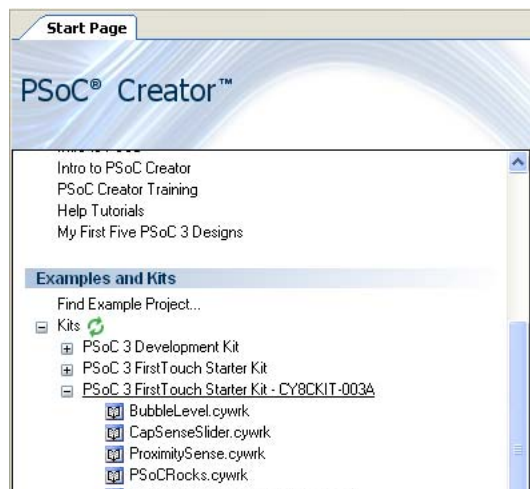 Start Page
PSoC® Creator™
Intro to PSoC Creator
PSoC Creator Training
Help Tutorials
My First Five PSoC 3 Designs
Examples and Kits
Find Example Project...
Kits
PSoC 3 Development Kit
PSoC 3 FirstTouch Starter Kit
PSoC 3 FirstTouch Starter Kit - CY8CKIT-003A
BubbleLevel.cywrk
CapSenseSlider.cywrk
ProximitySense.cywrk
PSoCRocks.cywrk